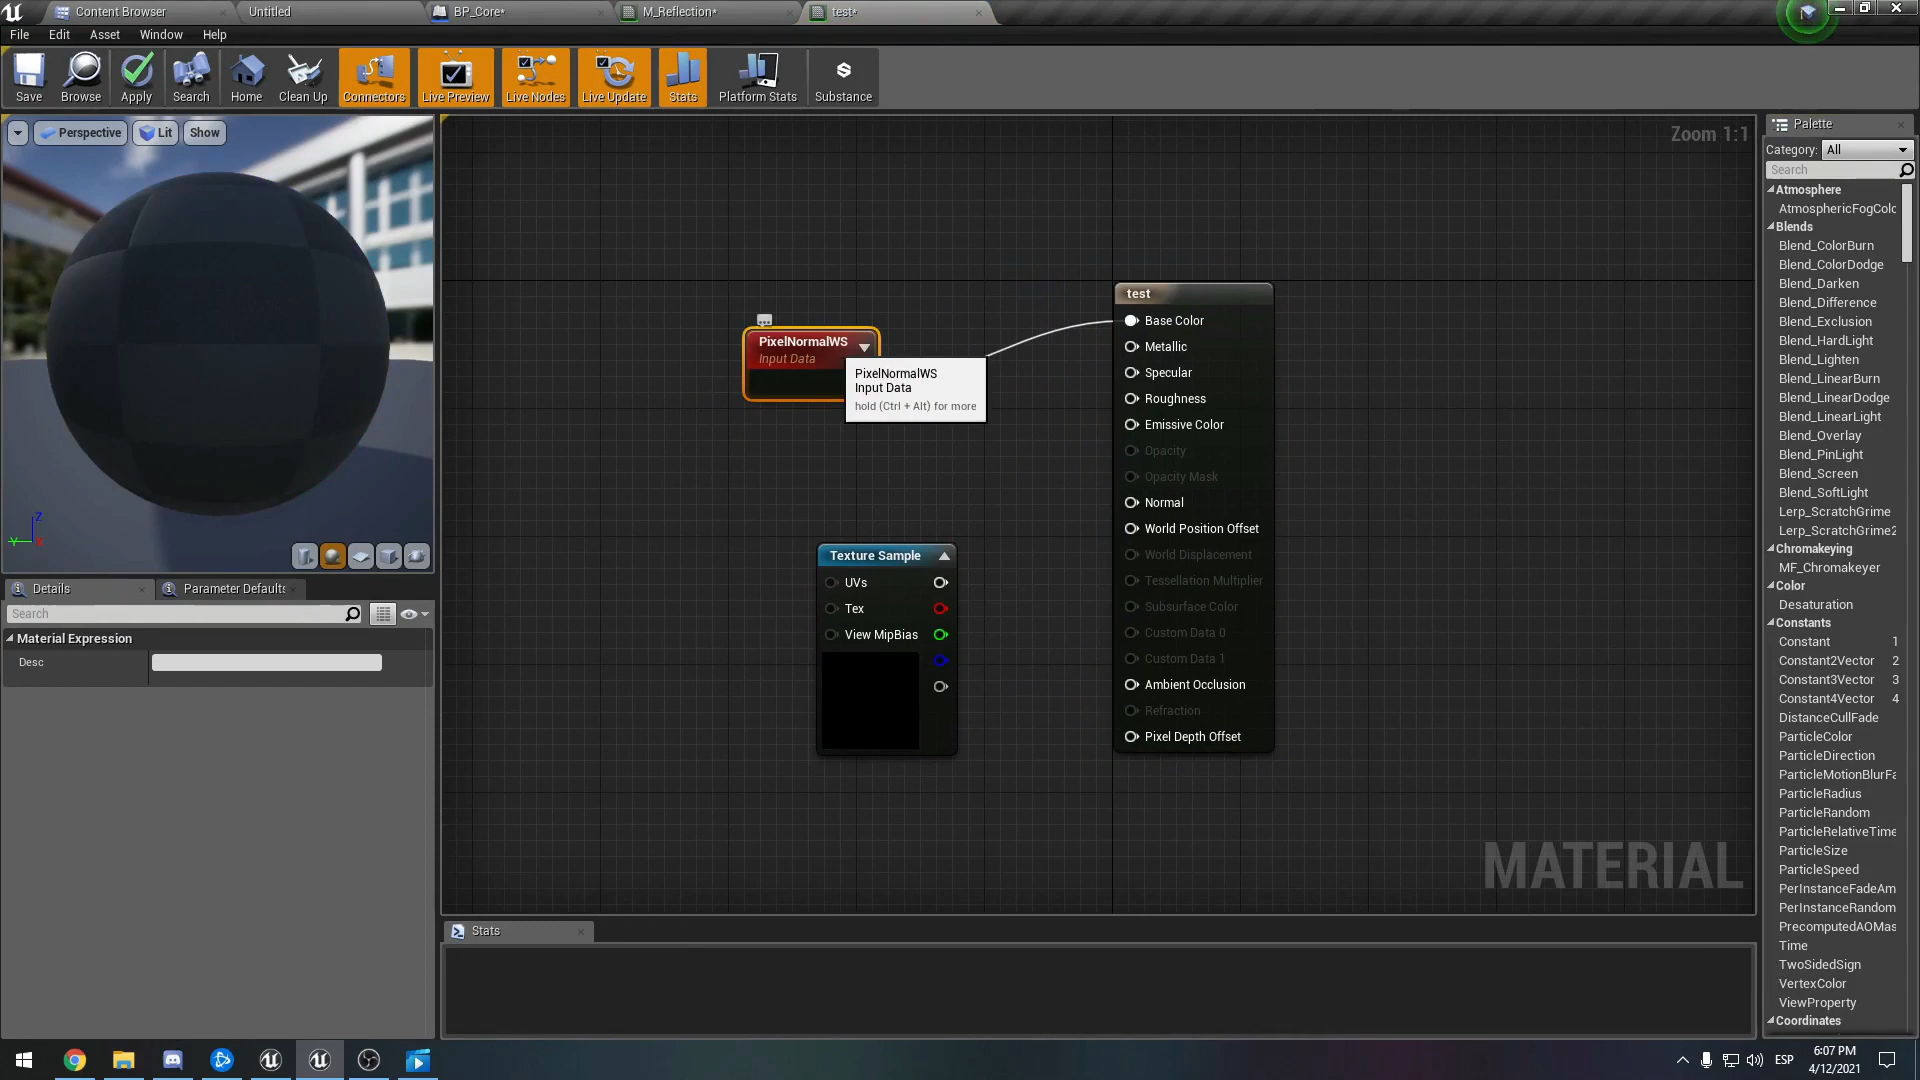 Content Browser
Untitled
BP_Core*
M_Reflection*
test*
File
Edit
Asset
Window
Help
Save
Browse
Apply
Search
Home
Clean Up
Connectors
Live Preview
Live Nodes
Live Update
Stats
Platform Stats
Substance
Perspective
Lit
Show
Z
Y
X
Details
Parameter Defaults
Search
Material Expression
Desc
Zoom 1:1
PixelNormalWS
Input Data
PixelNormalWS
Input Data
hold (Ctrl + Alt) for more
Texture Sample
UVs
Tex
View MipBias
test
Base Color
Metallic
Specular
Roughness
Emissive Color
Opacity
Opacity Mask
Normal
World Position Offset
World Displacement
Tessellation Multiplier
Subsurface Color
Custom Data 0
Custom Data 1
Ambient Occlusion
Refraction
Pixel Depth Offset
MATERIAL
Stats
Palette
Category: All
Search
Atmosphere
AtmosphericFogColo
Blends
Blend_ColorBurn
Blend_ColorDodge
Blend_Darken
Blend_Difference
Blend_Exclusion
Blend_HardLight
Blend_Lighten
Blend_LinearBurn
Blend_LinearDodge
Blend_LinearLight
Blend_Overlay
Blend_PinLight
Blend_Screen
Blend_SoftLight
Lerp_ScratchGrime
Lerp_ScratchGrime2
Chromakeying
MF_Chromakeyer
Color
Desaturation
Constants
Constant 1
Constant2Vector 2
Constant3Vector 3
Constant4Vector 4
DistanceCullFade
ParticleColor
ParticleDirection
ParticleMotionBlurFa
ParticleRadius
ParticleRandom
ParticleRelativeTime
ParticleSize
ParticleSpeed
PerInstanceFadeAm
PerInstanceRandom
PrecomputedAOMas
Time
TwoSidedSign
VertexColor
ViewProperty
Coordinates
ESP
6:07 PM
4/12/2021